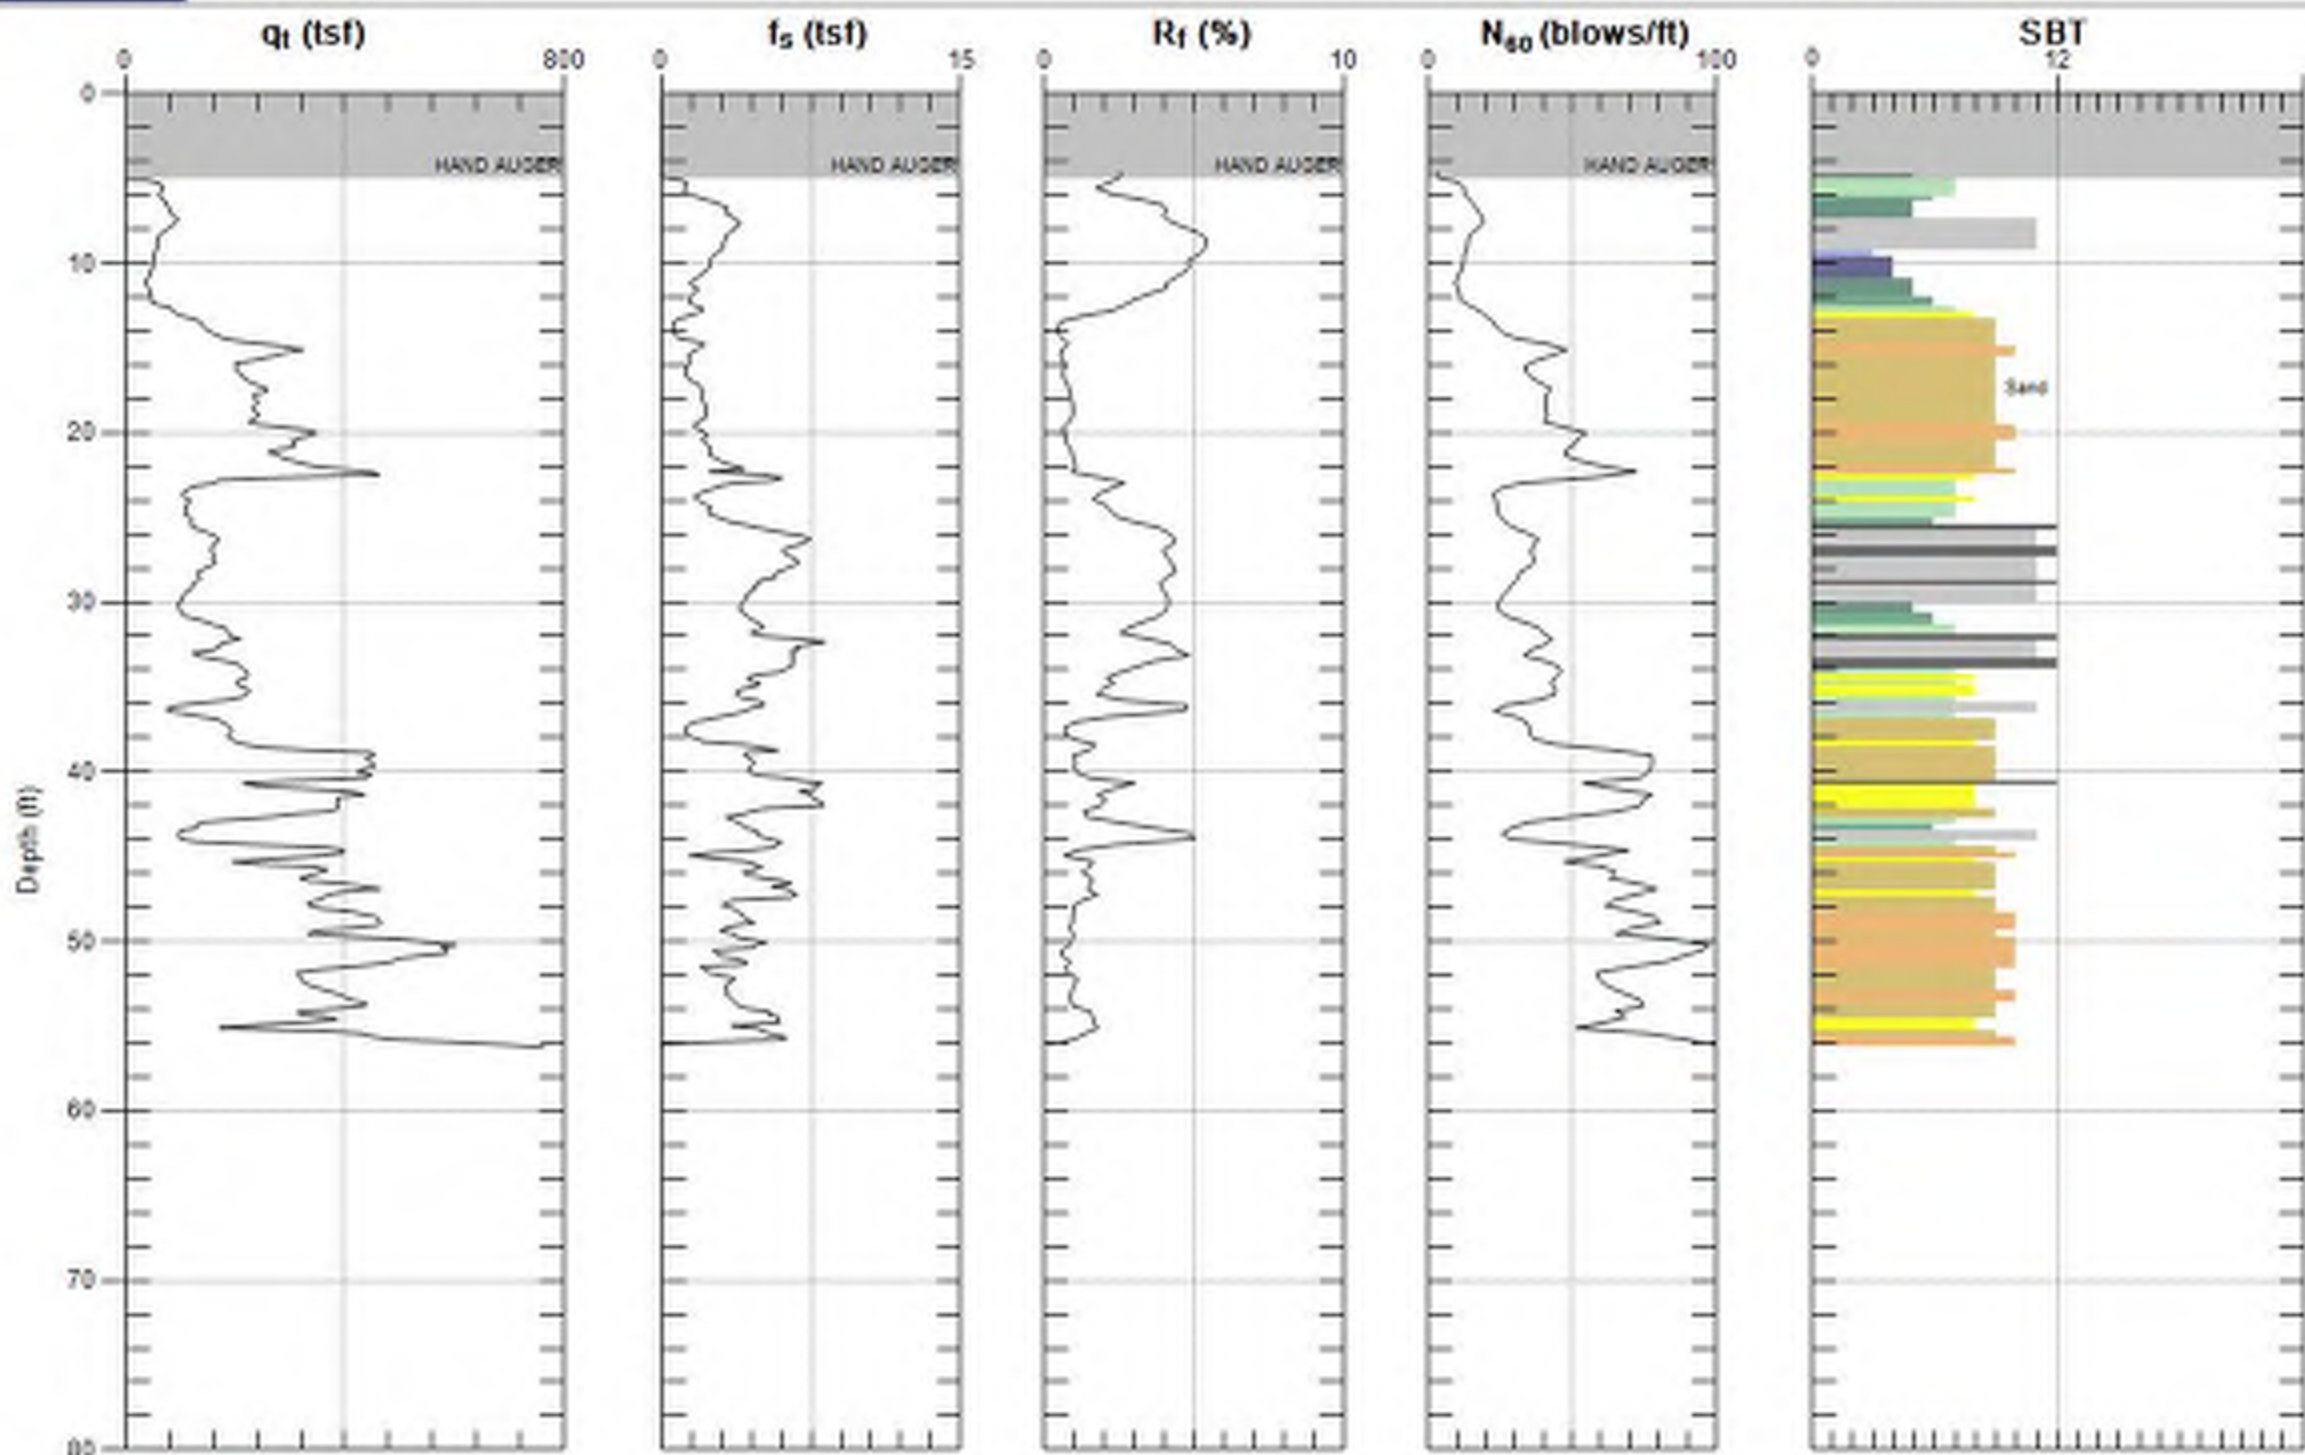 qt (tsf) fs (tsf) Rf (%) N60 (blows/ft) SBT
0 800 0 15 0 10 0 100 0 12
0
HAND AUGER HAND AUGER HAND AUGER HAND AUGER
10
Sand
20
30
40
Depth (ft)
50
60
70
80